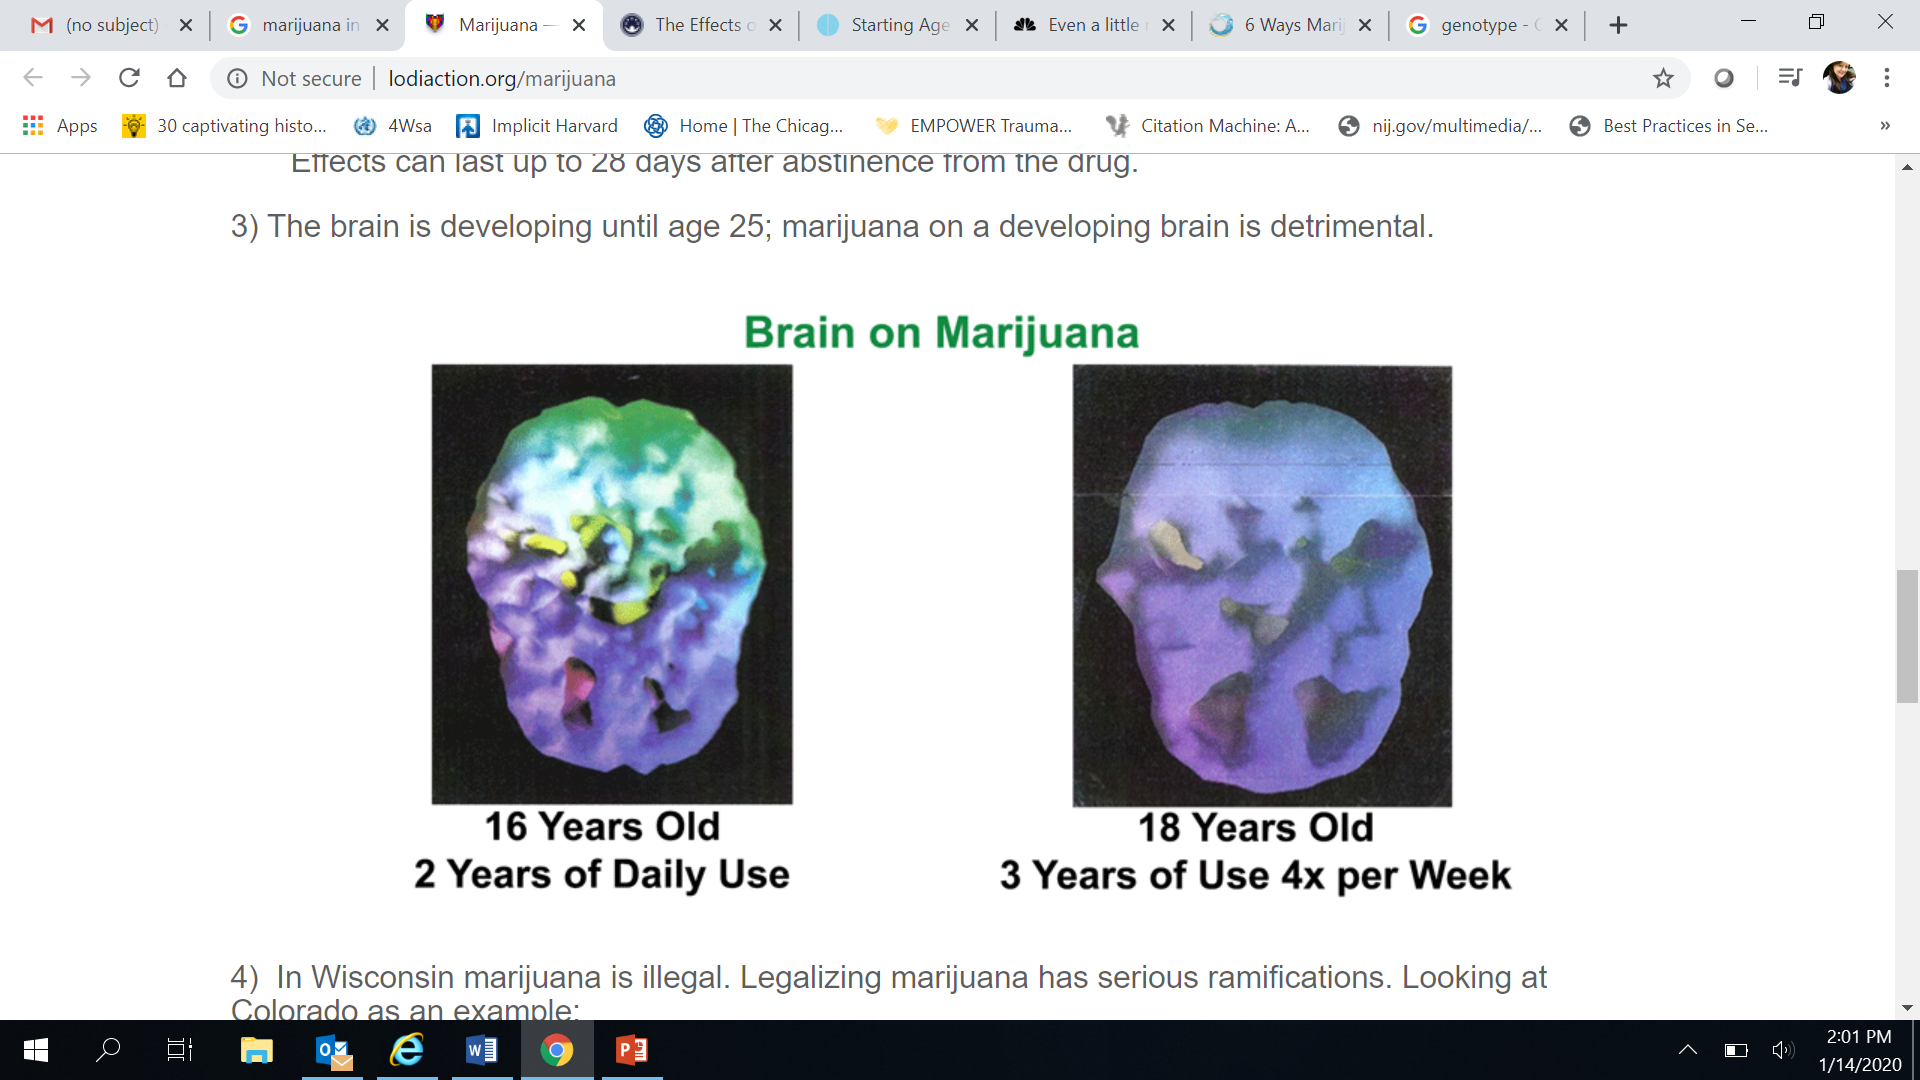 (no subject)
marijuana in
Marijuana —
The Effects o
Starting Age
Even a little
6 Ways Mari
genotype - G
Not secure
lodiaction.org/marijuana
Apps
30 captivating histo...
4Wsa
Implicit Harvard
Home | The Chicag...
EMPOWER Trauma...
Citation Machine: A...
nij.gov/multimedia/...
Best Practices in Se...
»
Effects can last up to 28 days after abstinence from the drug.
3) The brain is developing until age 25; marijuana on a developing brain is detrimental.
Brain on Marijuana
16 Years Old
2 Years of Daily Use
18 Years Old
3 Years of Use 4x per Week
4) In Wisconsin marijuana is illegal. Legalizing marijuana has serious ramifications. Looking at
Colorado as an example:
2:01 PM
1/14/2020